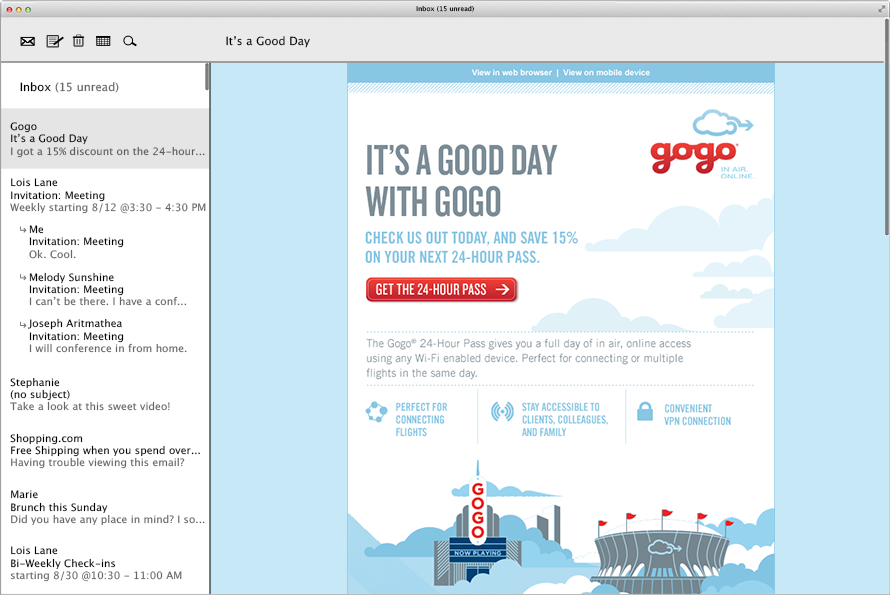 Inbox (15 unread)
It's a Good Day
Inbox (15 unread)
Gogo
It's a Good Day
I got a 15% discount on the 24-hour...
Lois Lane
Invitation: Meeting
Weekly starting 8/12 @3:30 - 4:30 PM
Me
Invitation: Meeting
Ok. Cool.
Melody Sunshine
Invitation: Meeting
I can't be there. I have a conf...
Joseph Aritmathea
Invitation: Meeting
I will conference in from home.
Stephanie
(no subject)
Take a look at this sweet video!
Shopping.com
Free Shipping when you spend over...
Having trouble viewing this email?
Marie
Brunch this Sunday
Did you have any place in mind? I so...
Lois Lane
Bi-Weekly Check-ins
starting 8/30 @10:30 - 11:00 AM
View in web browser | View on mobile device
gogo
IN AIR.
ONLINE.
IT'S A GOOD DAY
WITH GOGO
CHECK US OUT TODAY, AND SAVE 15%
ON YOUR NEXT 24-HOUR PASS.
GET THE 24-HOUR PASS
The Gogo® 24-Hour Pass gives you a full day of in air, online access
using any Wi-Fi enabled device. Perfect for connecting or multiple
flights in the same day.
PERFECT FOR
CONNECTING
FLIGHTS
STAY ACCESSIBLE TO
CLIENTS, COLLEAGUES,
AND FAMILY
CONVENIENT
VPN CONNECTION
GOGO
NOW PLAYING